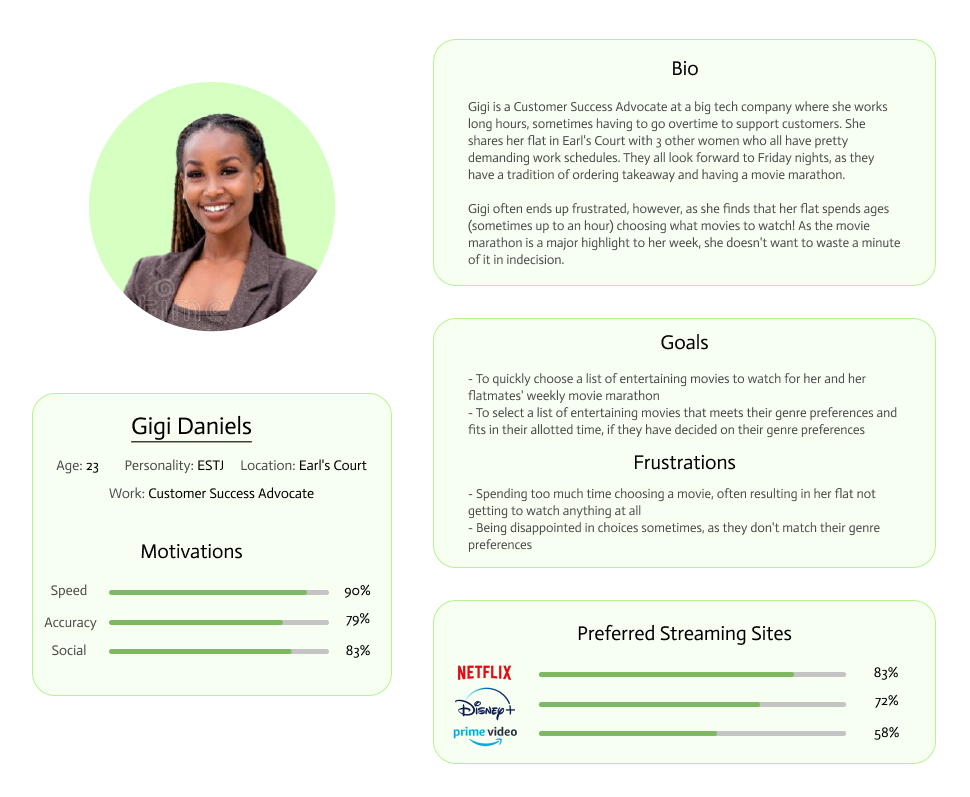 Gigi Daniels
Age: 23 Personality: ESTJ Location: Earl's Court
Work: Customer Success Advocate
Motivations
Speed 90%
Accuracy 79%
Social 83%
Bio
Gigi is a Customer Success Advocate at a big tech company where she works
long hours, sometimes having to go overtime to support customers. She
shares her flat in Earl's Court with 3 other women who all have pretty
demanding work schedules. They all look forward to Friday nights, as they
have a tradition of ordering takeaway and having a movie marathon.
Gigi often ends up frustrated, however, as she finds that her flat spends ages
(sometimes up to an hour) choosing what movies to watch! As the movie
marathon is a major highlight to her week, she doesn't want to waste a minute
of it in indecision.
Goals
- To quickly choose a list of entertaining movies to watch for her and her
flatmates' weekly movie marathon
- To select a list of entertaining movies that meets their genre preferences and
fits in their allotted time, if they have decided on their genre preferences
Frustrations
- Spending too much time choosing a movie, often resulting in her flat not
getting to watch anything at all
- Being disappointed in choices sometimes, as they don't match their genre
preferences
Preferred Streaming Sites
NETFLIX 83%
Disney+ 72%
prime video 58%